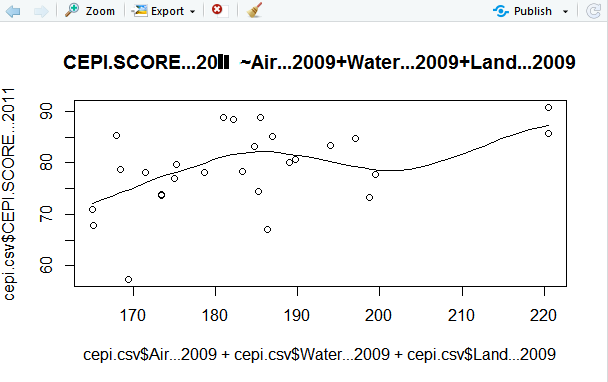 Zoom Export Publish
CEPI.SCORE...2011 ~Air...2009+Water...2009+Land...2009
cepi.csv$CEPI.SCORE...2011
90
80
70
60
170 180 190 200 210 220
cepi.csv$Air...2009 + cepi.csv$Water...2009 + cepi.csv$Land...2009